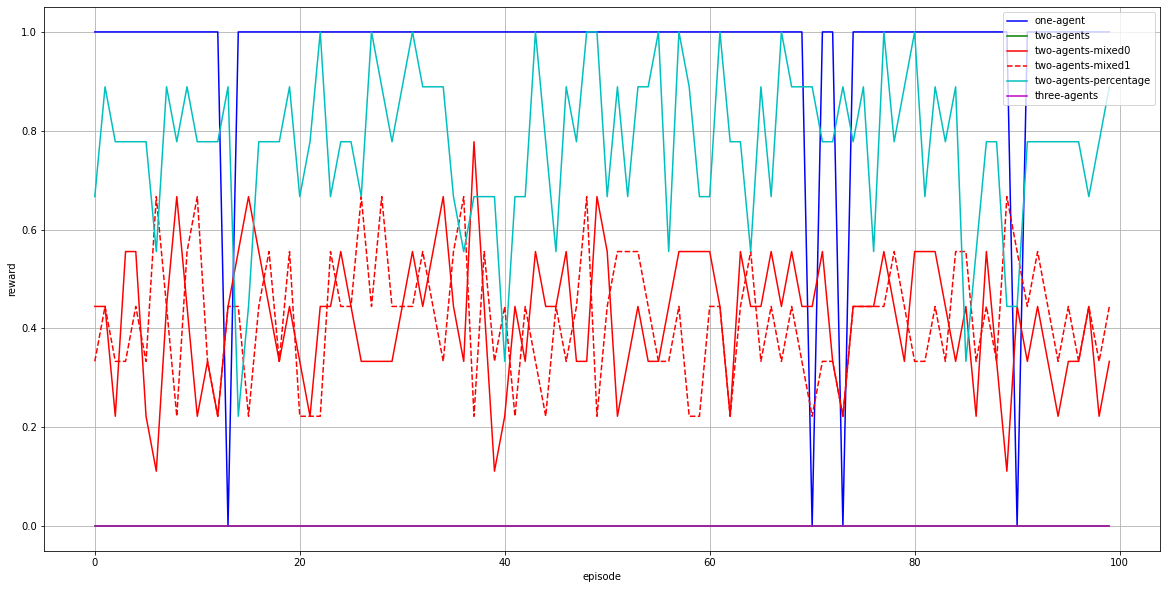 1.0
0.8
0.6
0.4
0.2
0.0
reward
0
20
40
60
80
100
episode
one-agent
two-agents
two-agents-mixed0
two-agents-mixed1
two-agents-percentage
three-agents